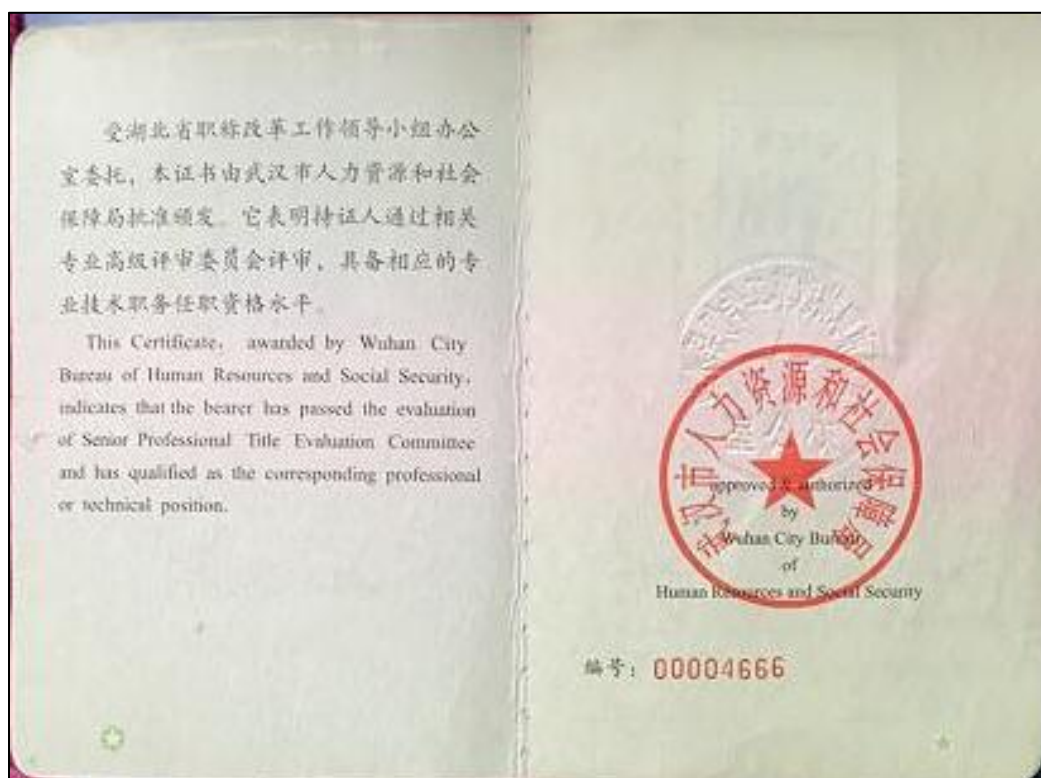 受湖北省职称改革工作领导小组办公
室委托，本证书由武汉市人力资源和社会
保障局批准颁发。它表明持证人通过相关
专业高级评审委员会评审，具备相应的专
业技术职务任职资格水平。
This Certificate, awarded by Wuhan City
Bureau of Human Resources and Social Security,
indicates that the bearer has passed the evaluation
of Senior Professional Title Evaluation Committee
and has qualified as the corresponding professional
or technical position.
武汉市人力资源和社会保障局
approved & authorized
by
Wuhan City Bureau
of
Human Resources and Social Security
编号：00004666